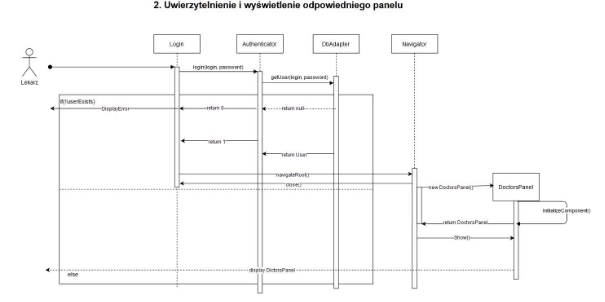 2. Uwierzytelnienie i wyświetlenie odpowiedniego panelu
Login
Authenticator
DbAdapter
Navigator
Lekarz
login(login, password)
getUser(login, password)
if(!userExists)
DisplayError
return 0
return null
return 1
return User
navigateRoot()
close()
new DoctorsPanel()
DoctorsPanel
InitializeComponent()
return DoctorsPanel
Show()
display DictorsPanel
else